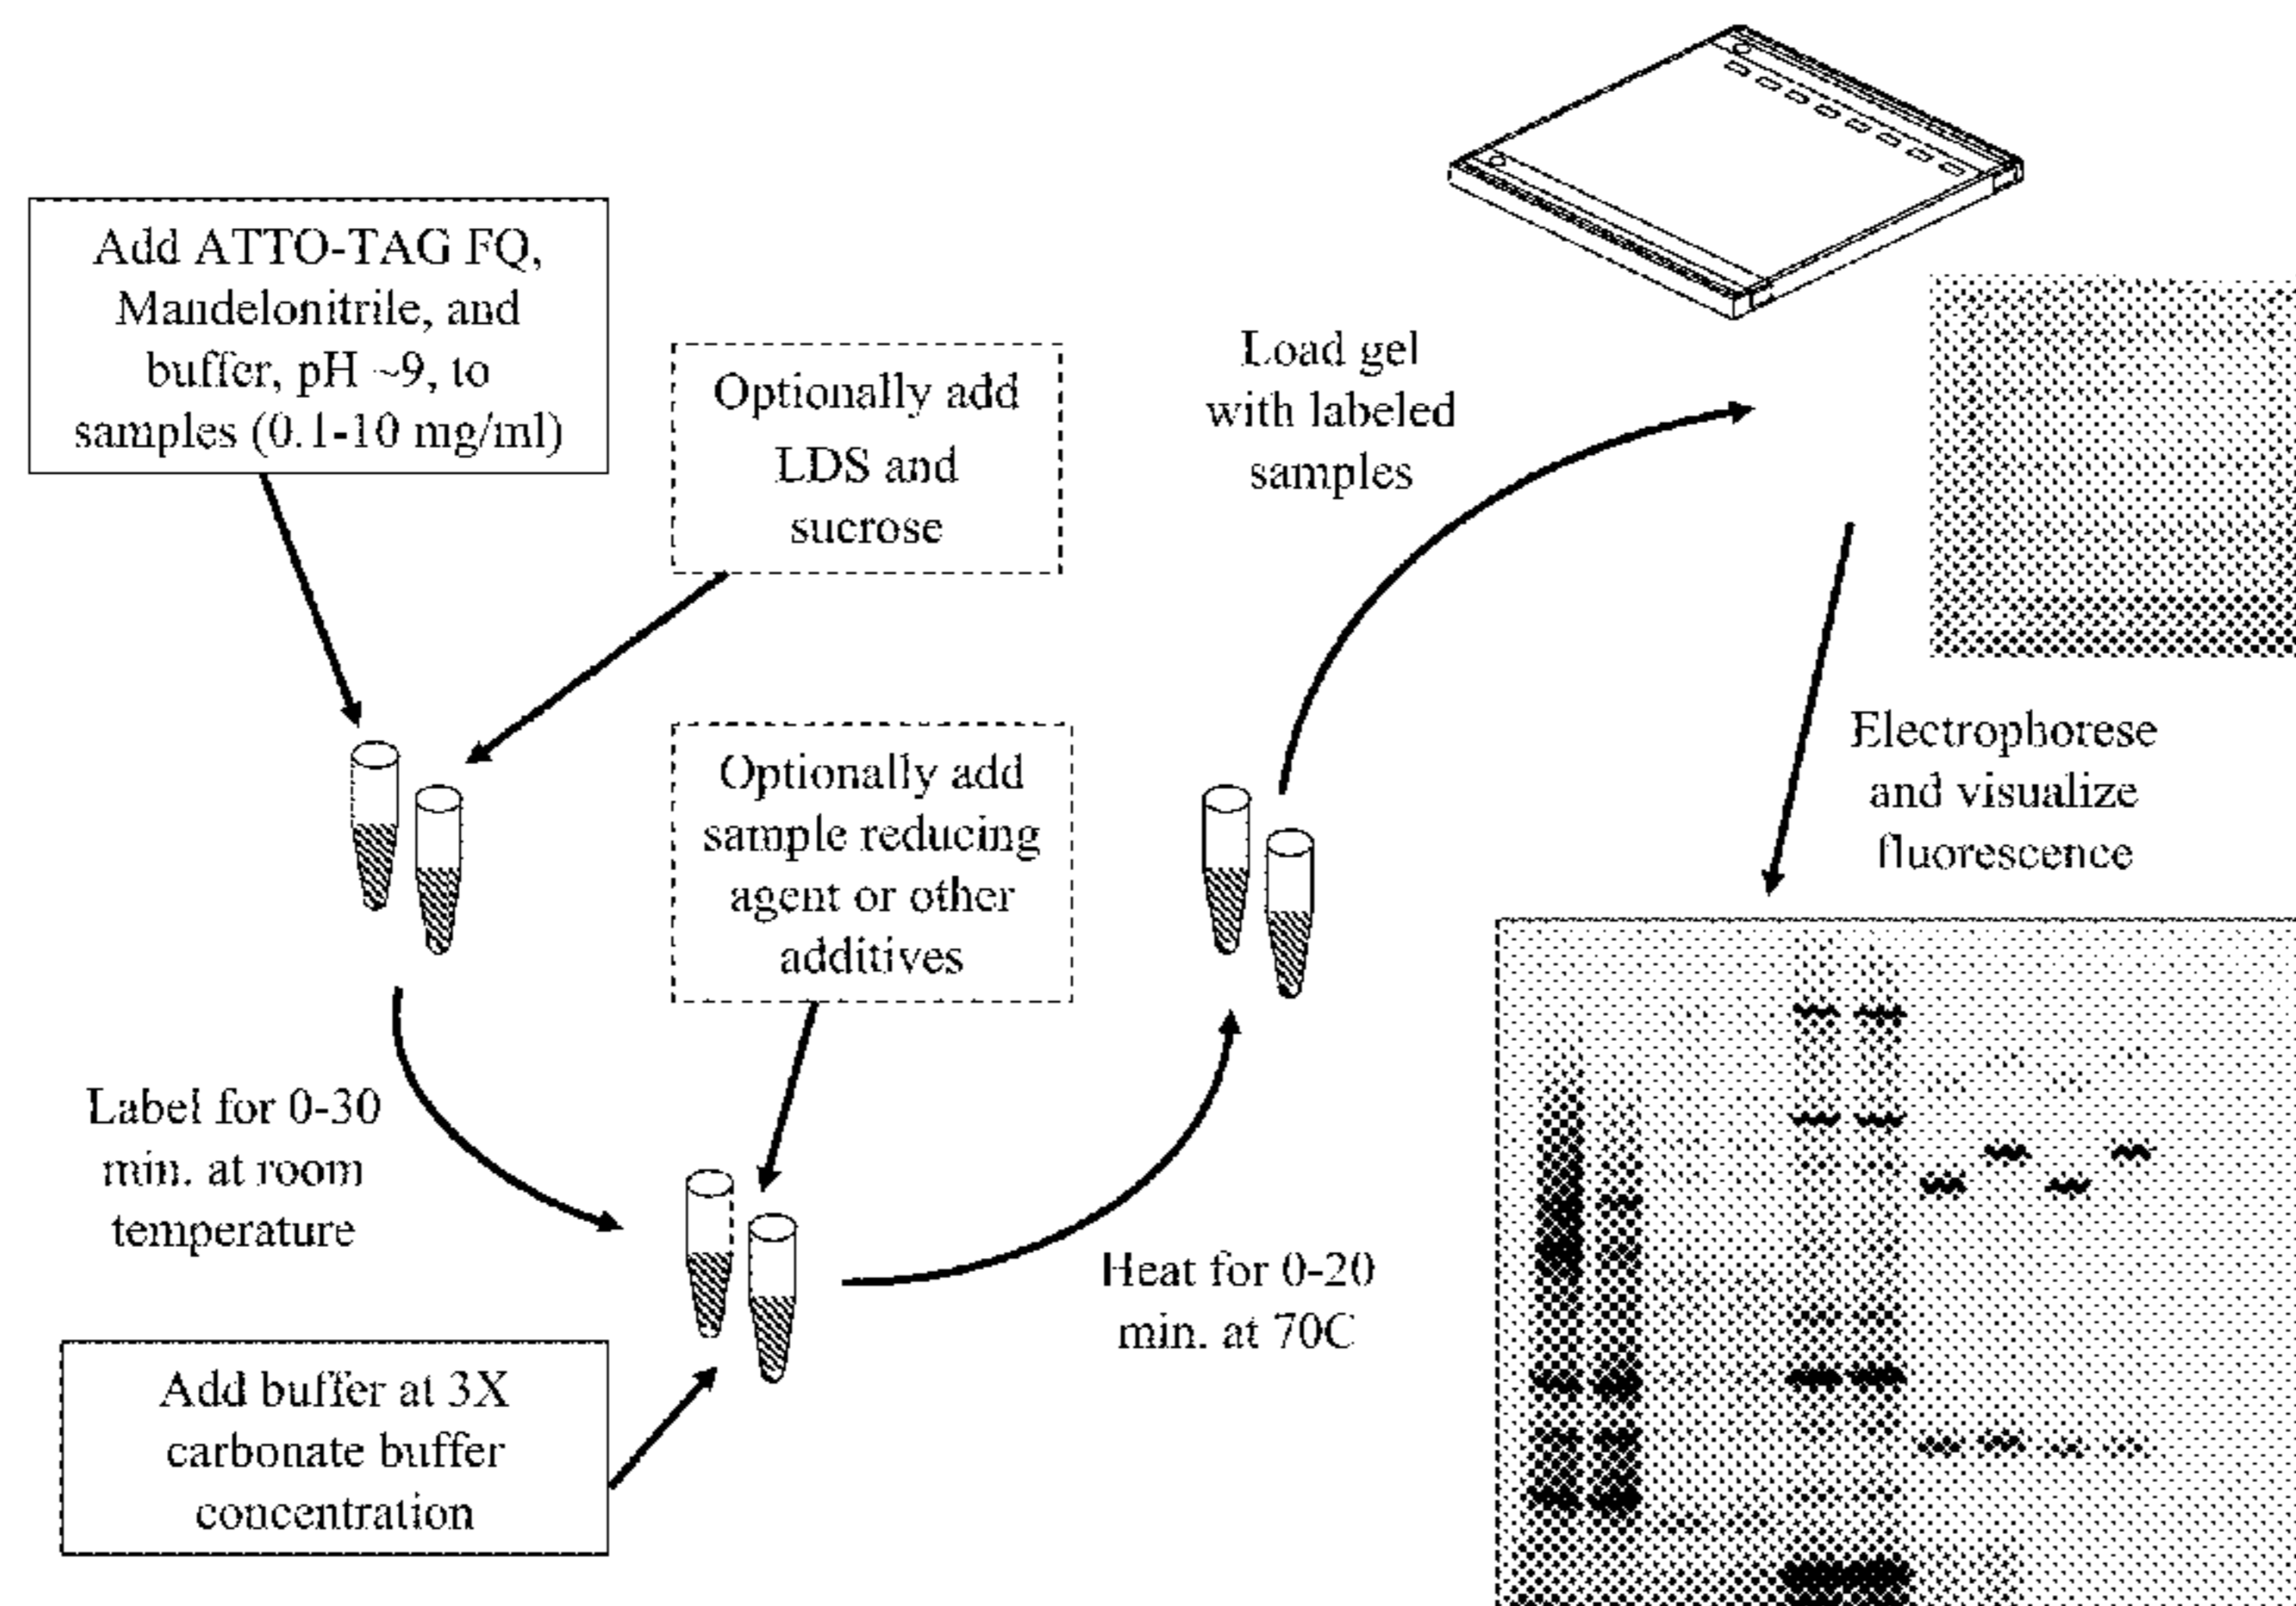 Add ATTO-TAG FQ,
Mandelonitrile, and
buffer, pH ~9, to
samples (0.1-10 mg/ml)
Optionally add
LDS and
sucrose
Label for 0-30
min. at room
temperature
Optionally add
sample reducing
agent or other
additives
Add buffer at 3X
carbonate buffer
concentration
Heat for 0-20
min. at 70C
Load gel
with labeled
samples
Electrophorese
and visualize
fluorescence